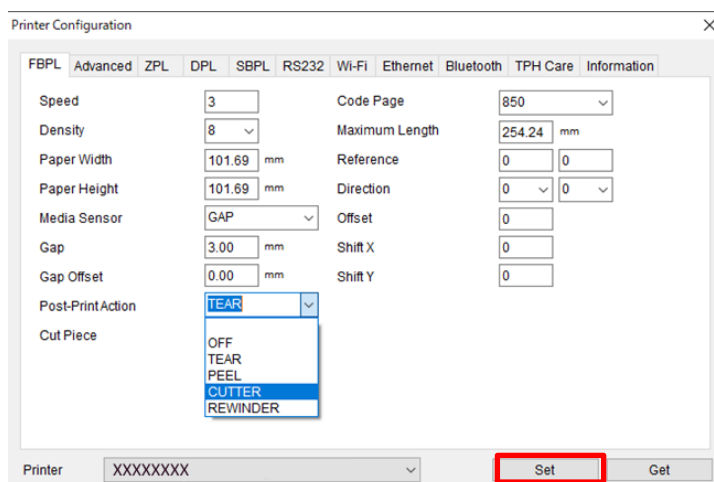 Printer Configuration
FBPL Advanced ZPL DPL SBPL RS232 Wi-Fi Ethernet Bluetooth TPH Care Information
Speed 3 Code Page 850
Density 8 Maximum Length 254.24 mm
Paper Width 101.69 mm Reference 0 0
Paper Height 101.69 mm Direction 0 0
Media Sensor GAP Offset 0
Gap 3.00 mm Shift X 0
Gap Offset 0.00 mm Shift Y 0
Post-Print Action TEAR
Cut Piece
OFF
TEAR
PEEL
CUTTER
REWINDER
Printer XXXXXXXX Set Get